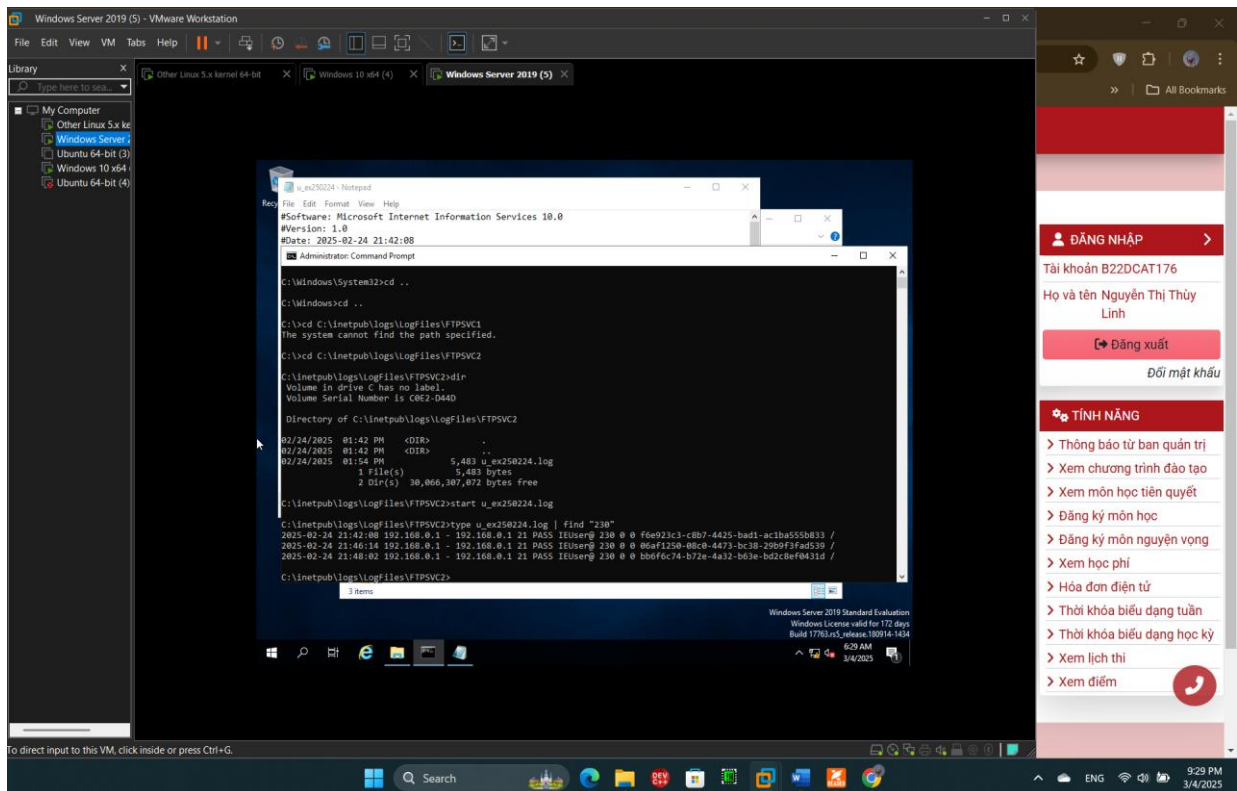 Windows Server 2019 (5) - VMware Workstation
File Edit View VM Tabs Help
Library X
Type here to sea...
Other Linux 5.x kernel 64-bit X
Windows 10 x64 (4) X
Windows Server 2019 (5) X
My Computer
Other Linux 5.x ke
Windows Server 2
Ubuntu 64-bit (3)
Windows 10 x64
Ubuntu 64-bit (4)
Recy
u_ex250224 - Notepad
File Edit Format View Help
#Software: Microsoft Internet Information Services 10.0
#Version: 1.0
#Date: 2025-02-24 21:42:08
Administrator: Command Prompt
C:\Windows\System32>cd ..
C:\Windows>cd ..
C:\>cd C:\inetpub\logs\LogFiles\FTPSVC1
The system cannot find the path specified.
C:\>cd C:\inetpub\logs\LogFiles\FTPSVC2
C:\inetpub\logs\LogFiles\FTPSVC2>dir
Volume in drive C has no label.
Volume Serial Number is C0E2-D44D
Directory of C:\inetpub\logs\LogFiles\FTPSVC2
02/24/2025 01:42 PM <DIR> .
02/24/2025 01:42 PM <DIR> ..
02/24/2025 01:54 PM 5,483 u_ex250224.log
1 File(s) 5,483 bytes
2 Dir(s) 30,066,307,072 bytes free
C:\inetpub\logs\LogFiles\FTPSVC2>start u_ex250224.log
C:\inetpub\logs\LogFiles\FTPSVC2>type u_ex250224.log | find "230"
2025-02-24 21:42:08 192.168.0.1 - 192.168.0.1 21 PASS IEUser@ 230 0 0 f6e923c3-c8b7-4425-bad1-ac1ba555b833 /
2025-02-24 21:46:14 192.168.0.1 - 192.168.0.1 21 PASS IEUser@ 230 0 0 06af1250-08c0-4473-bc38-29b9f3fad539 /
2025-02-24 21:48:02 192.168.0.1 - 192.168.0.1 21 PASS IEUser@ 230 0 0 bb6f6c74-b72e-4a32-b63e-bd2c8ef0431d /
C:\inetpub\logs\LogFiles\FTPSVC2>
3 items
Windows Server 2019 Standard Evaluation
Windows License valid for 172 days
Build 17763.rs5_release.180914-1434
6:29 AM
3/4/2025
To direct input to this VM, click inside or press Ctrl+G.
» All Bookmarks
ĐĂNG NHẬP
Tài khoản B22DCAT176
Họ và tên Nguyễn Thị Thùy
Linh
Đăng xuất
Đổi mật khẩu
TÍNH NĂNG
Thông báo từ ban quản trị
Xem chương trình đào tạo
Xem môn học tiên quyết
Đăng ký môn học
Đăng ký môn nguyện vọng
Xem học phí
Hóa đơn điện tử
Thời khóa biểu dạng tuần
Thời khóa biểu dạng học kỳ
Xem lịch thi
Xem điểm
Search
DEV C++
ENG
9:29 PM
3/4/2025